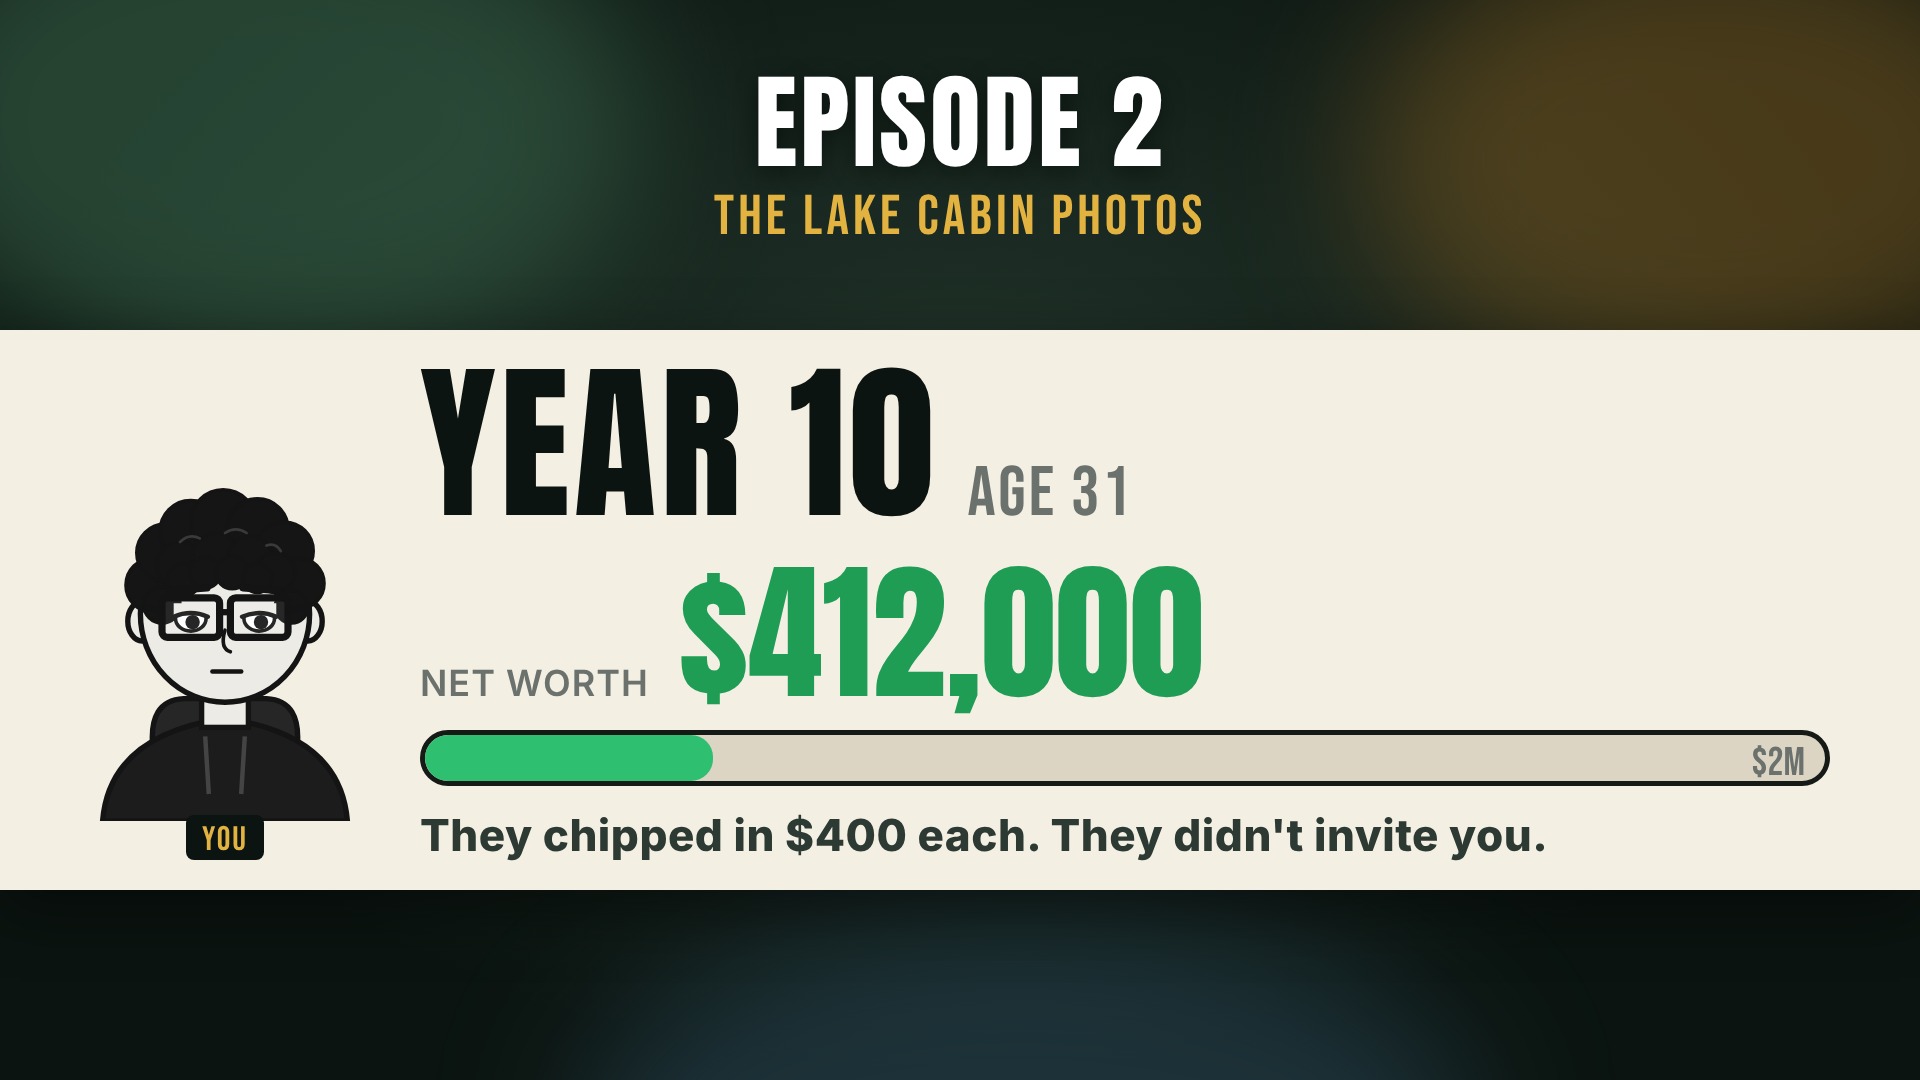 EPISODE 2
THE LAKE CABIN PHOTOS
YEAR 10 AGE 31
NET WORTH $412,000
$2M
They chipped in $400 each. They didn't invite you.
YOU